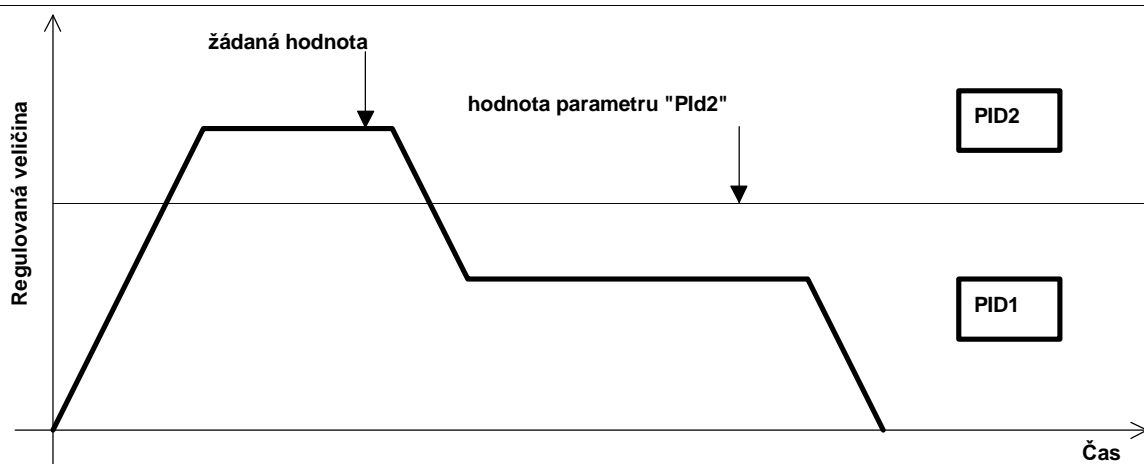 žádaná hodnota
hodnota parametru "PId2"
PID2
Regulovaná veličina
PID1
Čas